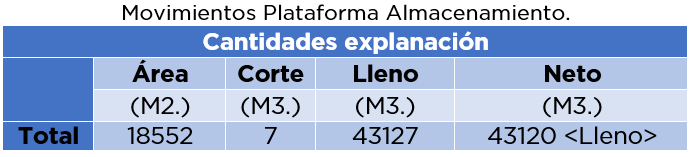 Movimientos Plataforma Almacenamiento.
Cantidades explanación
Área Corte Lleno Neto
(M2.) (M3.) (M3.) (M3.)
Total 18552 7 43127 43120 <Lleno>